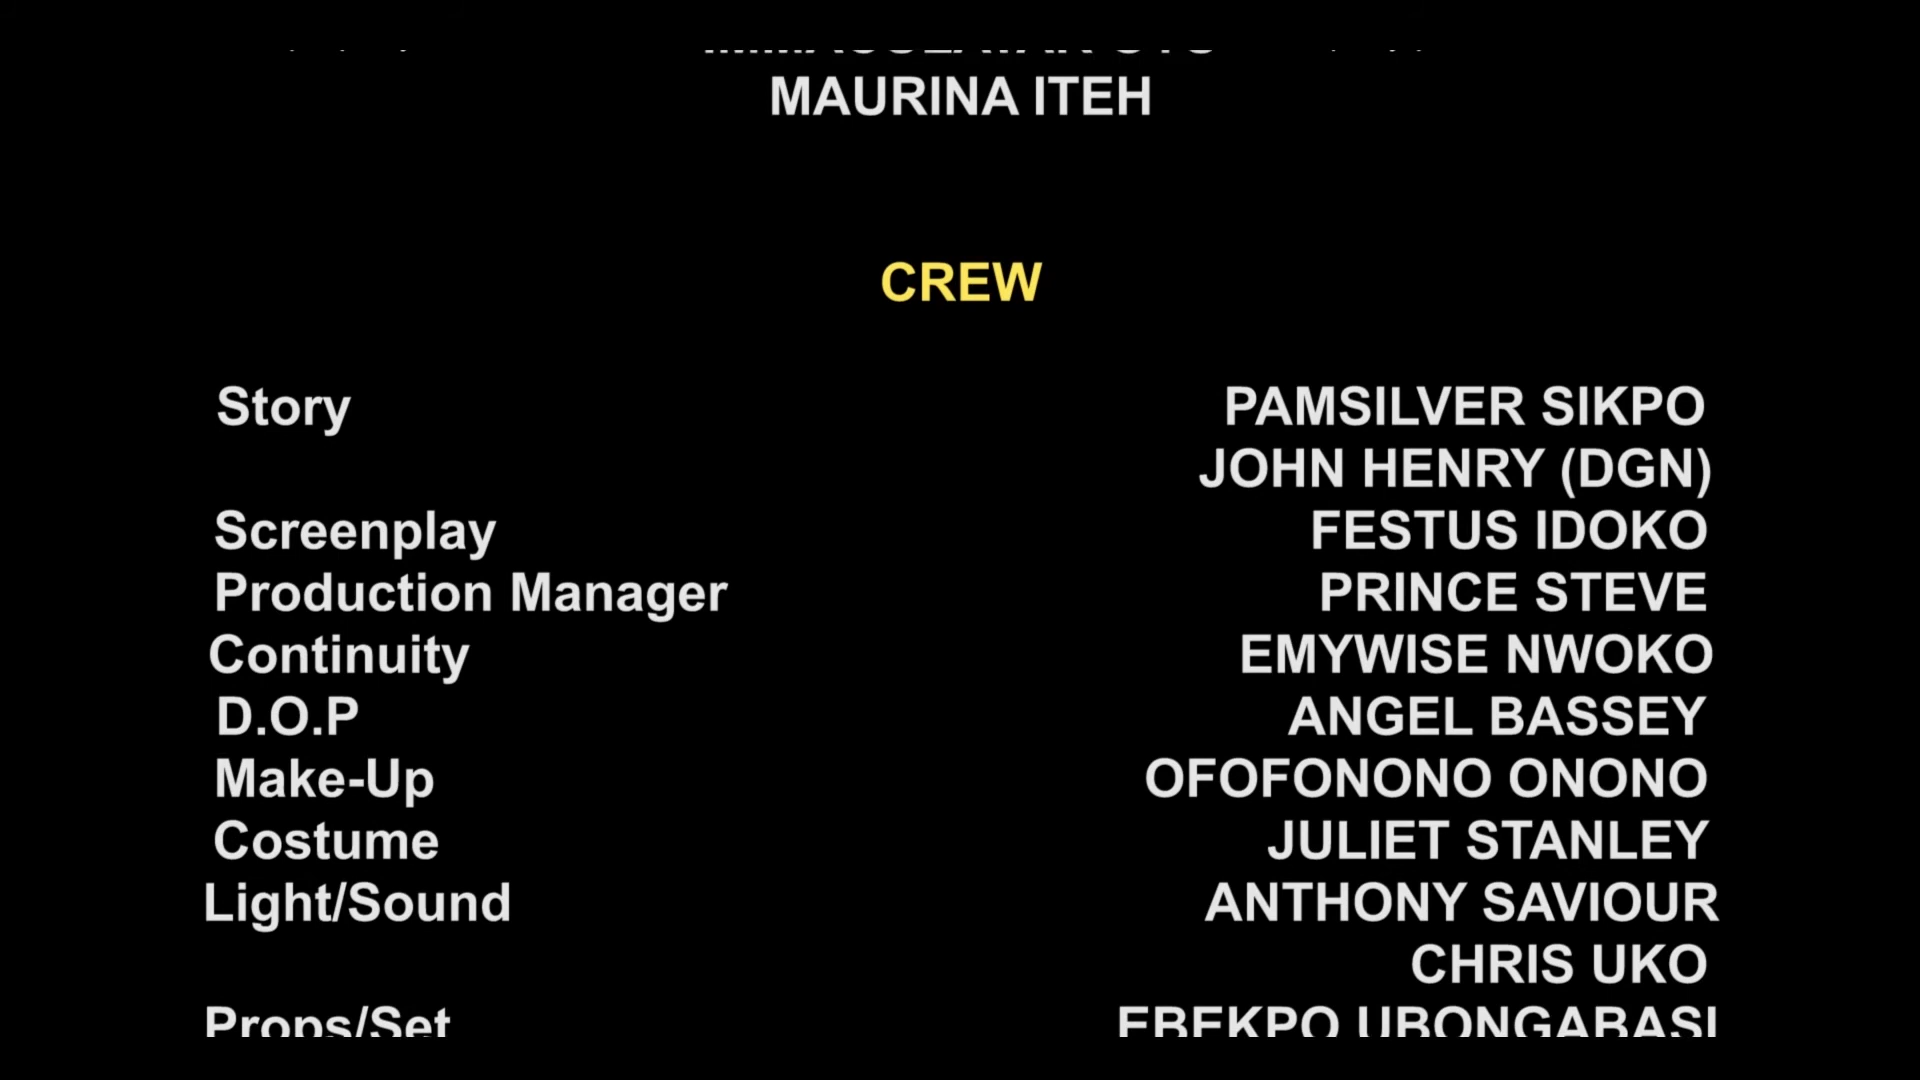 MAURINA ITEH
CREW
Story PAMSILVER SIKPO
JOHN HENRY (DGN)
Screenplay FESTUS IDOKO
Production Manager PRINCE STEVE
Continuity EMYWISE NWOKO
D.O.P ANGEL BASSEY
Make-Up OFOFONONO ONONO
Costume JULIET STANLEY
Light/Sound ANTHONY SAVIOUR
CHRIS UKO
Props/Set EBEKPO UBONGABASI